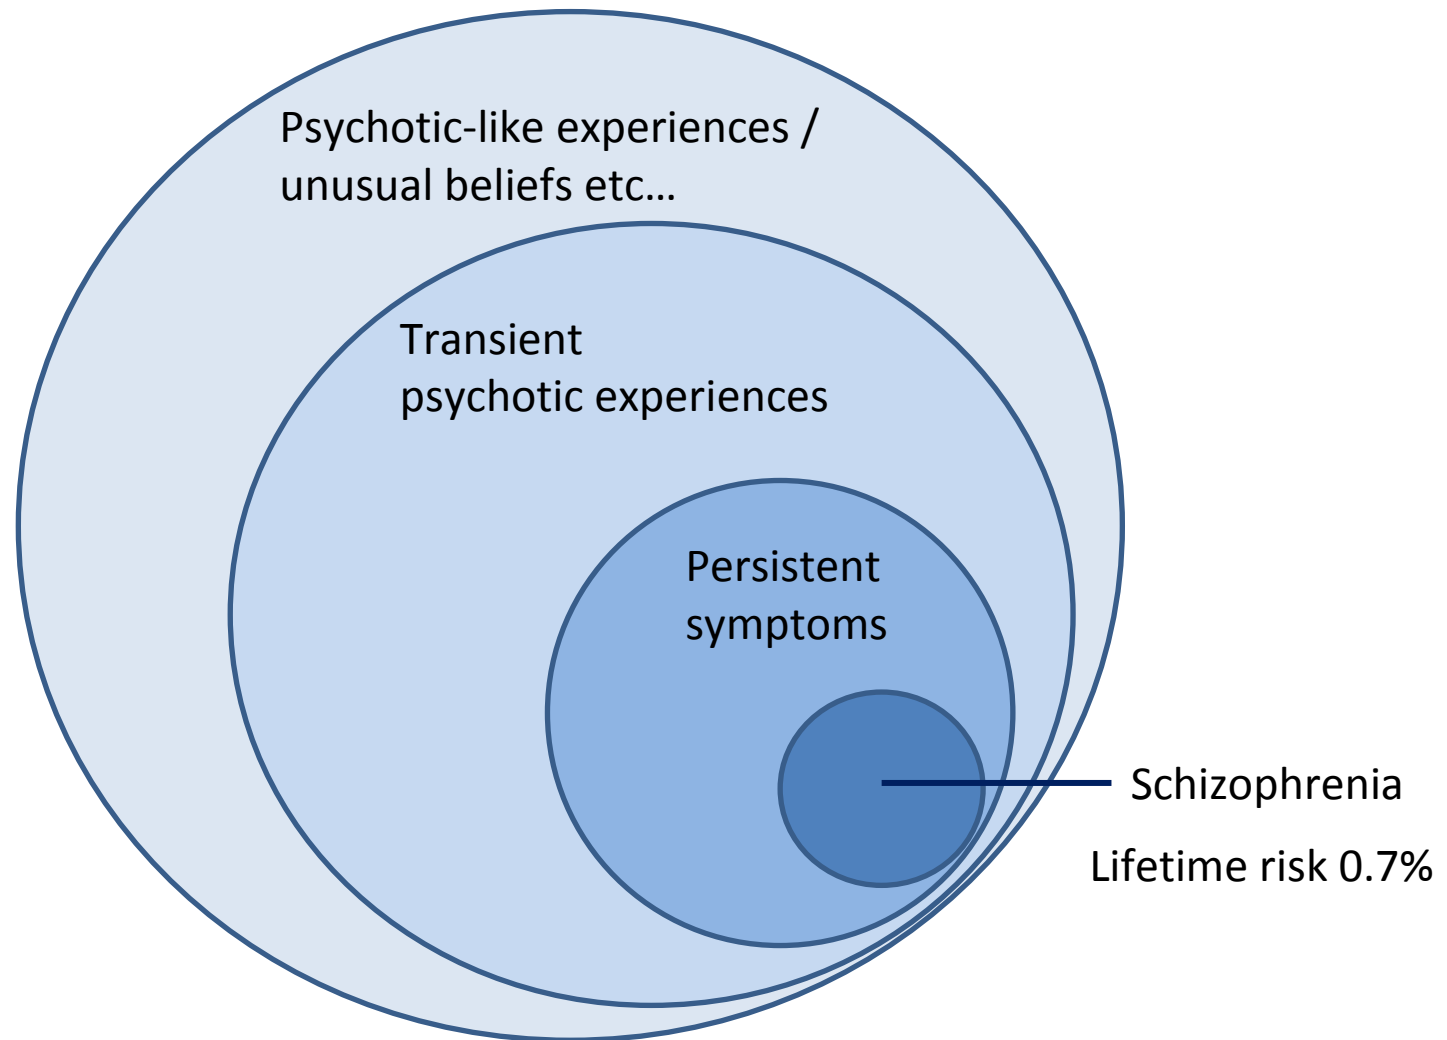 Psychotic-like experiences /
unusual beliefs etc…
Transient
psychotic experiences
Persistent
symptoms
Schizophrenia
Lifetime risk 0.7%